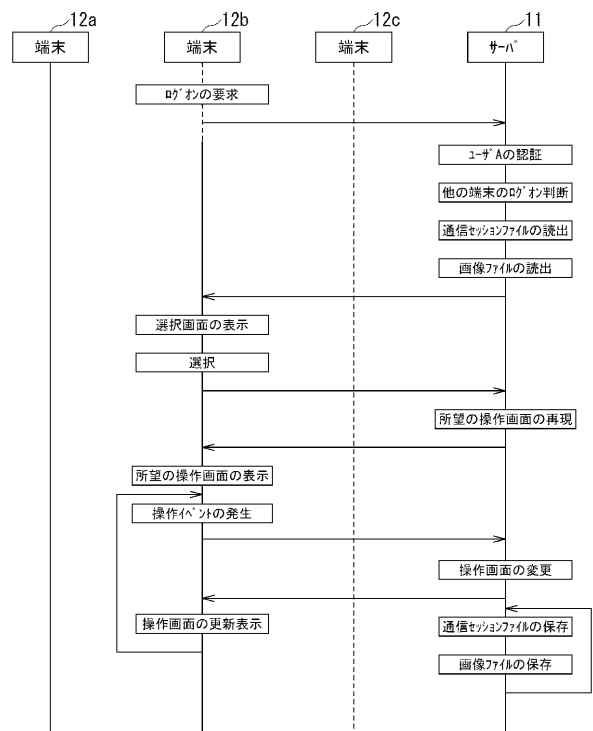 12a
12b
12c
11
端末
端末
端末
ｻｰﾊﾞ
ﾛｸﾞｵﾝの要求
ﾕｰｻﾞAの認証
他の端末のﾛｸﾞｵﾝ判断
通信ｾｯｼｮﾝﾌｧｲﾙの読出
画像ﾌｧｲﾙの読出
選択画面の表示
選択
所望の操作画面の再現
所望の操作画面の表示
操作ｲﾍﾞﾝﾄの発生
操作画面の変更
操作画面の更新表示
通信ｾｯｼｮﾝﾌｧｲﾙの保存
画像ﾌｧｲﾙの保存